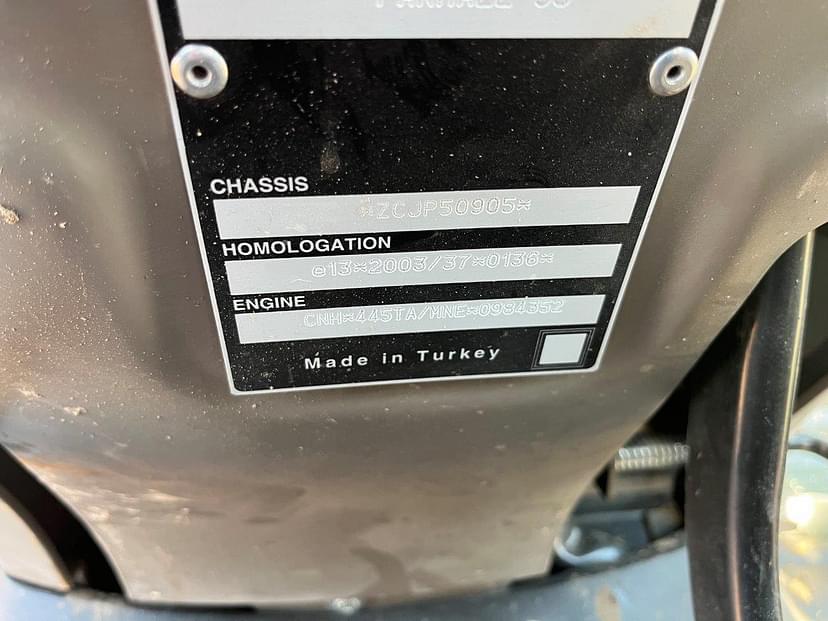 CHASSIS
*ZCJP50905*
HOMOLOGATION
e13*2003/37*0136*
ENGINE
CNH*445TA/MNE*0984352
Made in Turkey